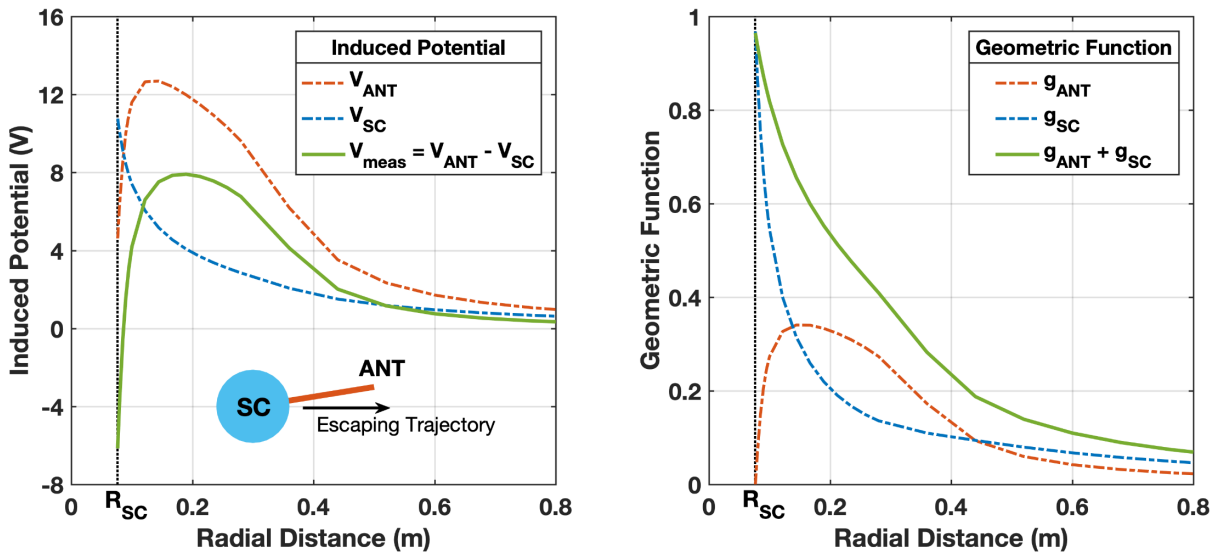 Induced Potential (V)
16
12
8
4
0
-4
-8
Induced Potential
V_ANT
V_SC
V_meas = V_ANT - V_SC
SC
ANT
Escaping Trajectory
0
R_SC
0.2
0.4
0.6
0.8
Radial Distance (m)
Geometric Function
1
0.8
0.6
0.4
0.2
0
Geometric Function
g_ANT
g_SC
g_ANT + g_SC
0
R_SC
0.2
0.4
0.6
0.8
Radial Distance (m)